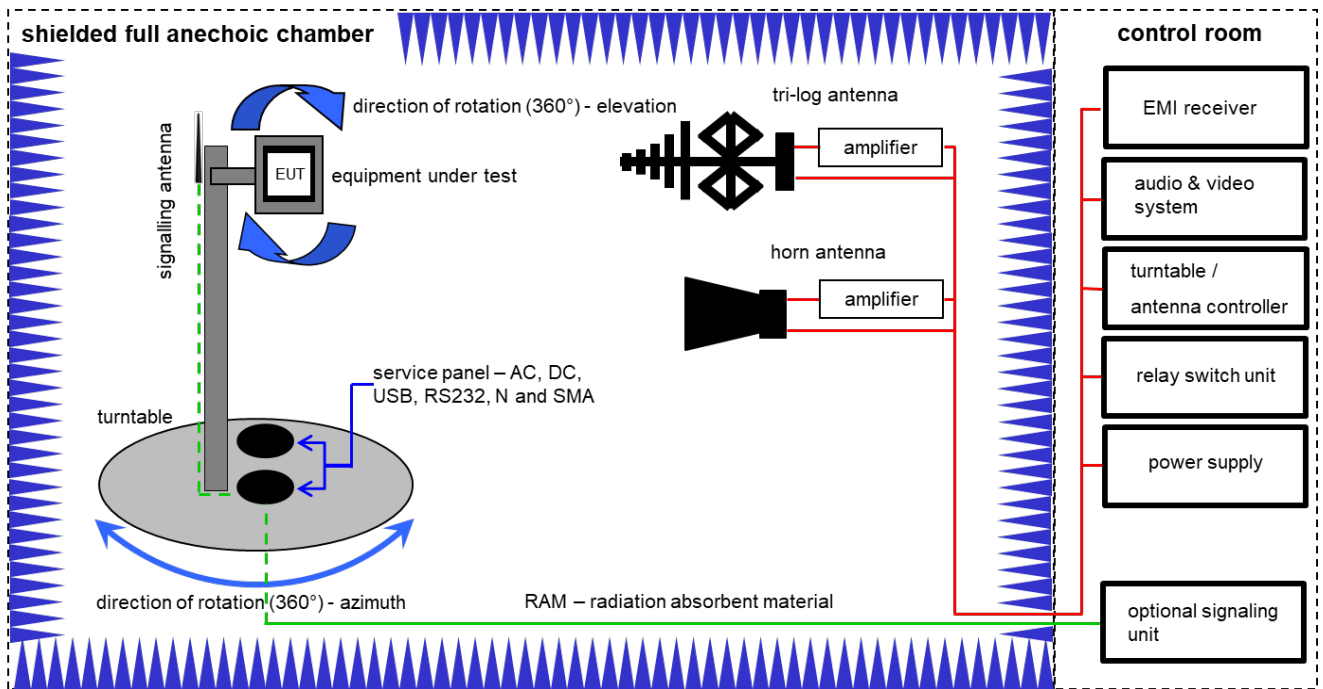 shielded full anechoic chamber
control room
direction of rotation (360°) - elevation
tri-log antenna
EMI receiver
amplifier
signalling antenna
EUT
equipment under test
audio & video
system
horn antenna
turntable /
antenna controller
amplifier
service panel – AC, DC,
USB, RS232, N and SMA
relay switch unit
turntable
power supply
direction of rotation (360°) - azimuth
RAM – radiation absorbent material
optional signaling
unit